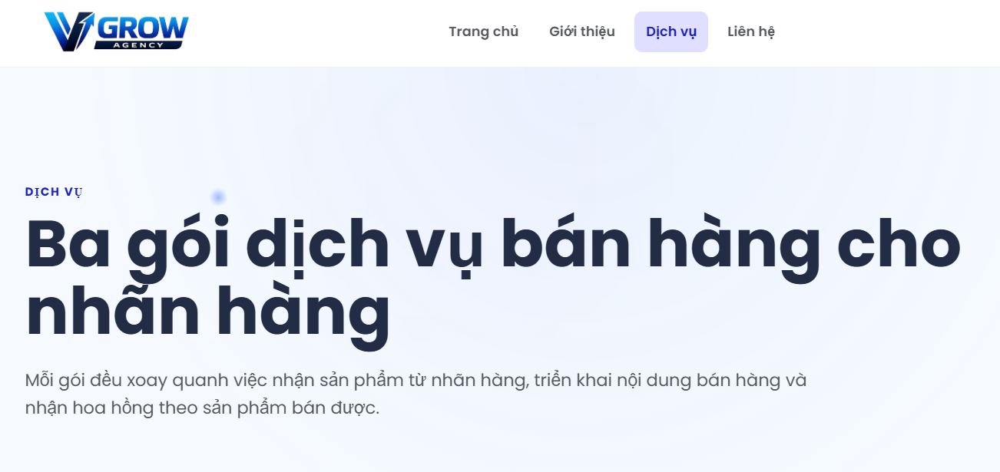 VGROW
AGENCY
Trang chủ
Giới thiệu
Dịch vụ
Liên hệ
DỊCH VỤ
Ba gói dịch vụ bán hàng cho
nhãn hàng
Mỗi gói đều xoay quanh việc nhận sản phẩm từ nhãn hàng, triển khai nội dung bán hàng và
nhận hoa hồng theo sản phẩm bán được.